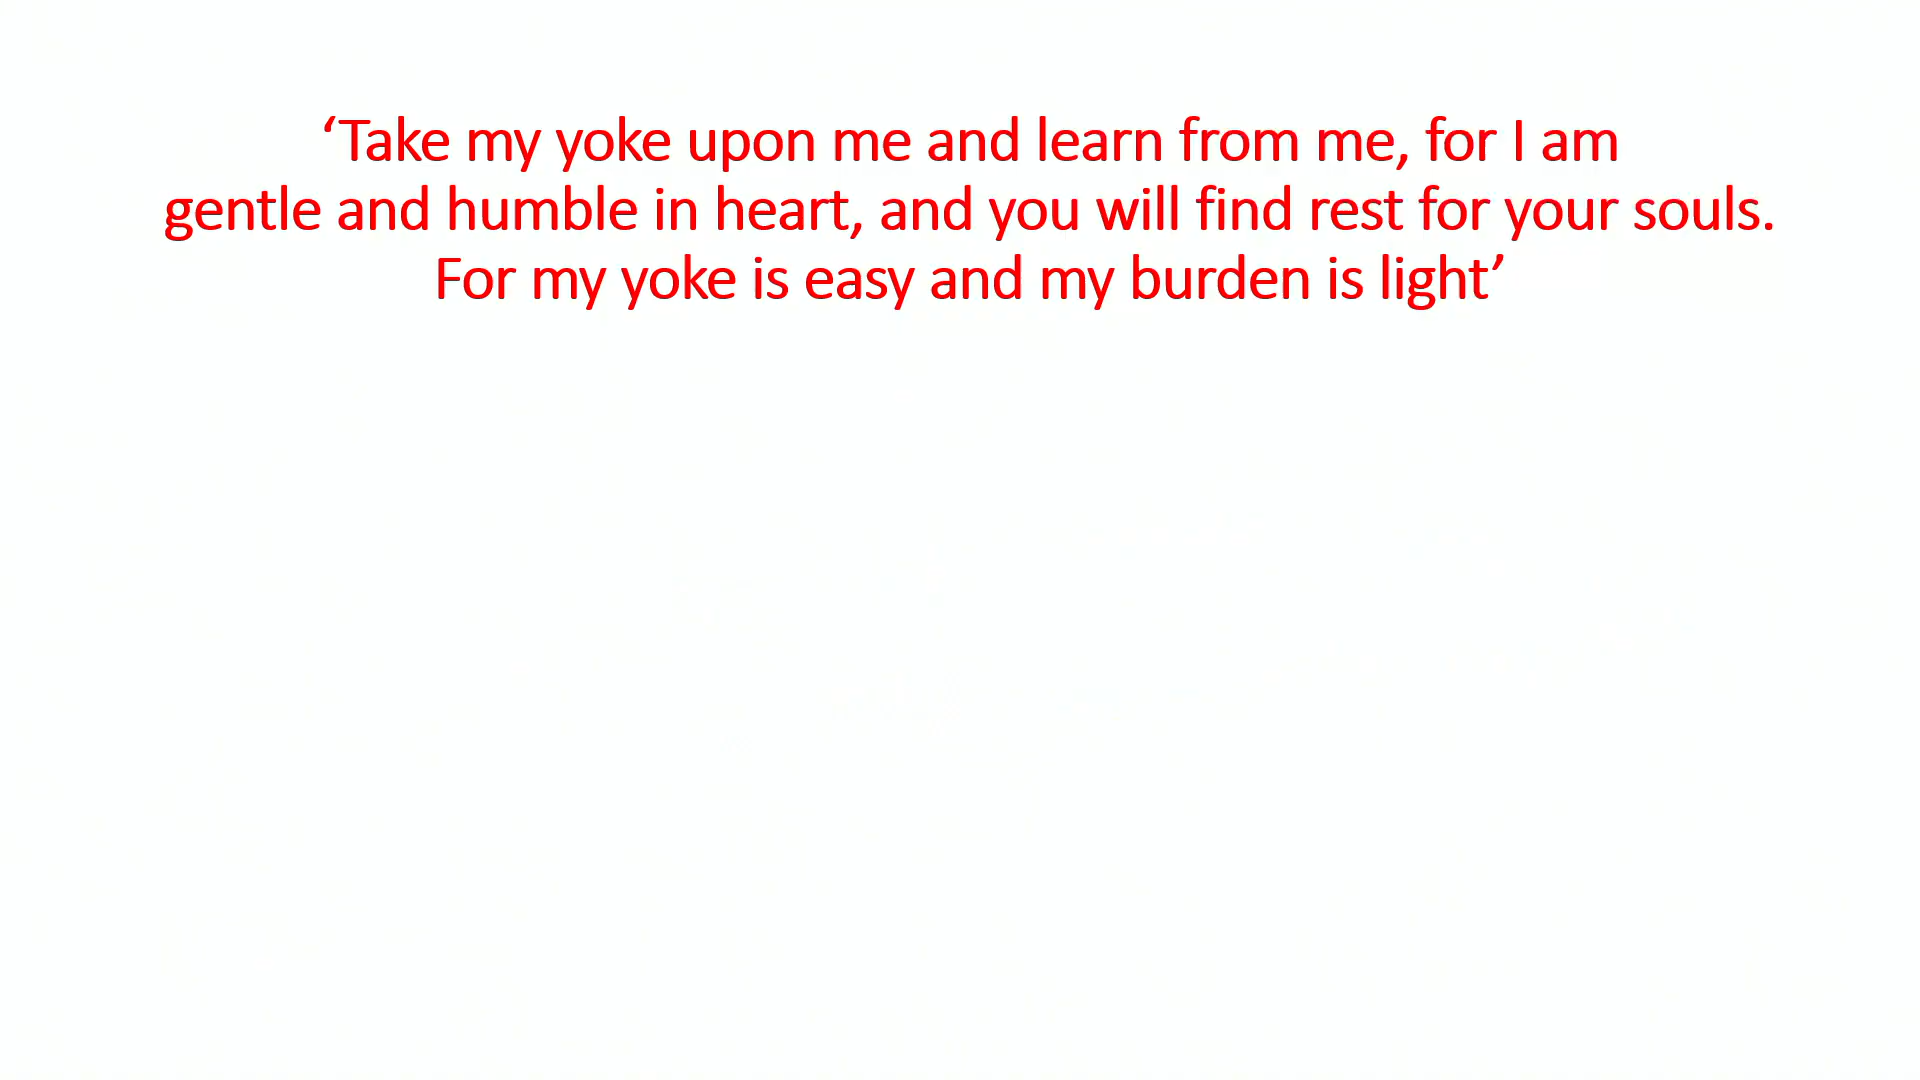 ‘Take my yoke upon me and learn from me, for I am
gentle and humble in heart, and you will find rest for your souls.
For my yoke is easy and my burden is light’